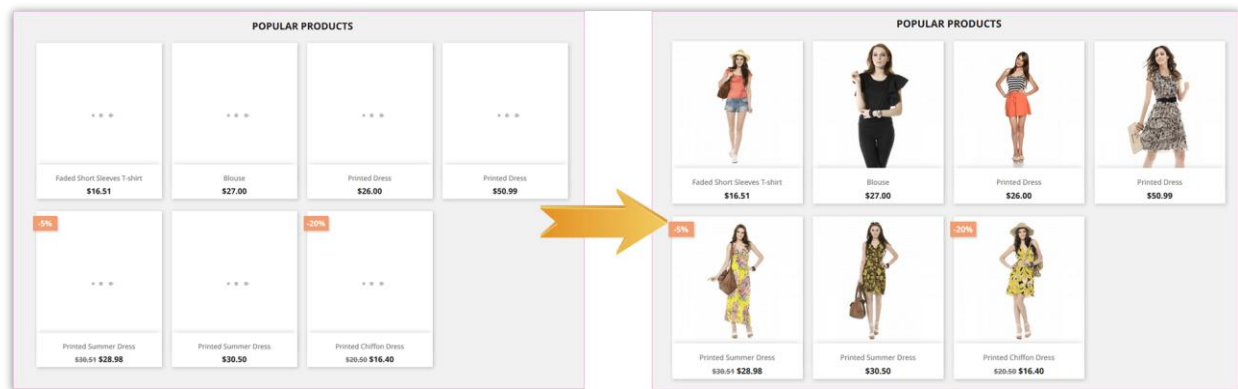 POPULAR PRODUCTS
Faded Short Sleeves T-shirt
$16.51
Blouse
$27.00
Printed Dress
$26.00
Printed Dress
$50.99
-5%
Printed Summer Dress
$30.51 $28.98
Printed Summer Dress
$30.50
-20%
Printed Chiffon Dress
$20.50 $16.40
POPULAR PRODUCTS
Faded Short Sleeves T-shirt
$16.51
Blouse
$27.00
Printed Dress
$26.00
Printed Dress
$50.99
-5%
Printed Summer Dress
$30.51 $28.98
Printed Summer Dress
$30.50
-20%
Printed Chiffon Dress
$20.50 $16.40